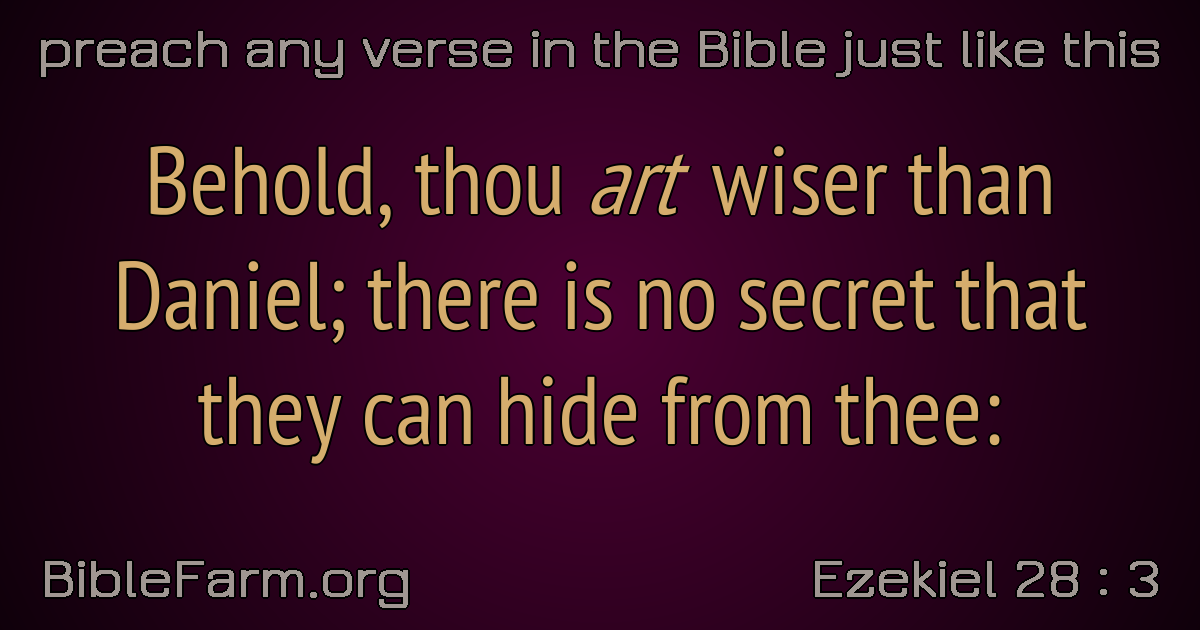 preach any verse in the Bible just like this
Behold, thou art wiser than
Daniel; there is no secret that
they can hide from thee:
BibleFarm.org
Ezekiel 28 : 3